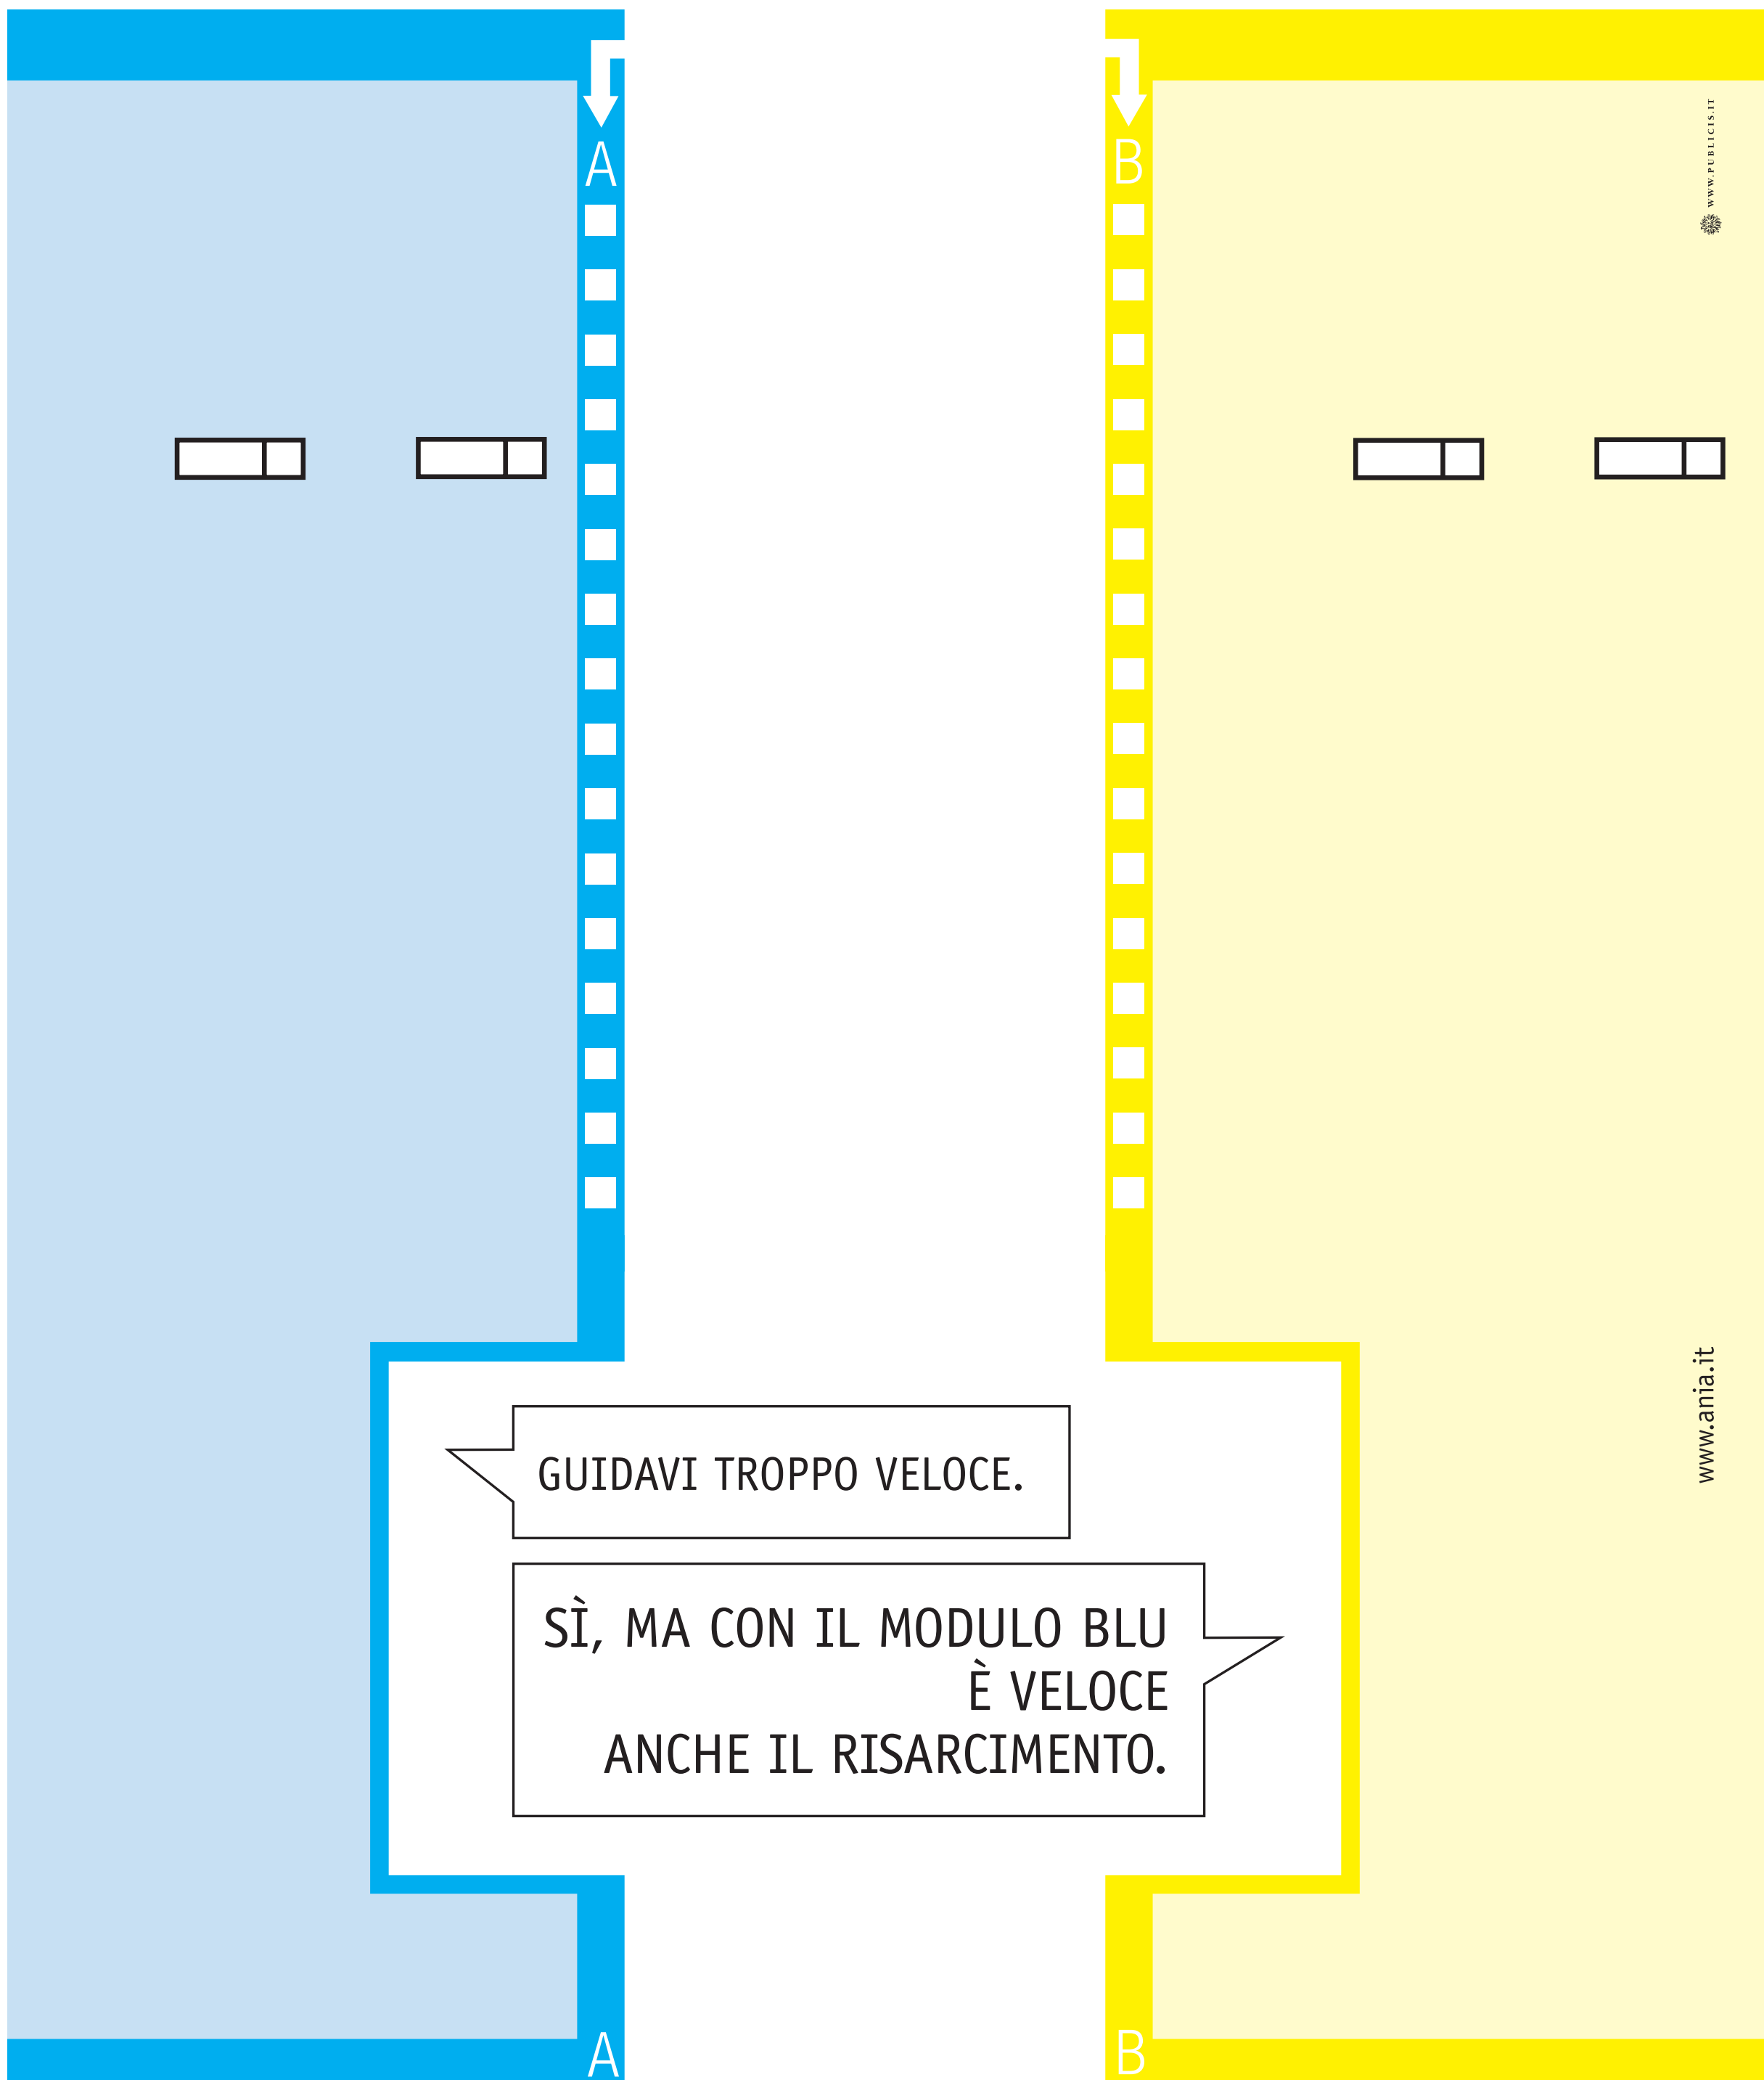 A
B
WWW.PUBLICIS.IT
www.ania.it
GUIDAVI TROPPO VELOCE.
SÌ, MA CON IL MODULO BLU
È VELOCE
ANCHE IL RISARCIMENTO.
A
B